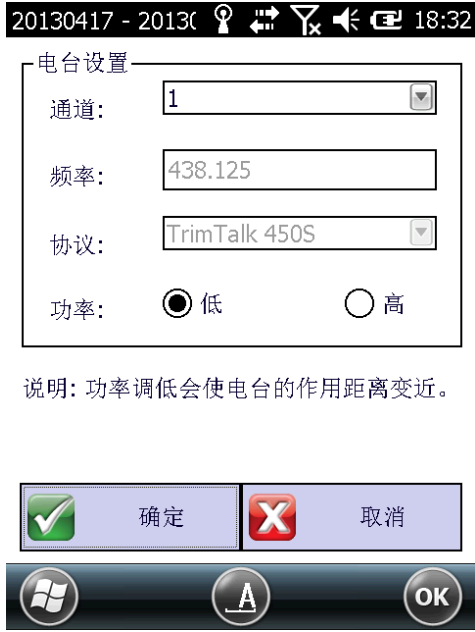 20130417 - 2013( 18:32
电台设置
通道: 1
频率: 438.125
协议: TrimTalk 450S
功率: 低 高
说明: 功率调低会使电台的作用距离变近。
确定 取消
A OK